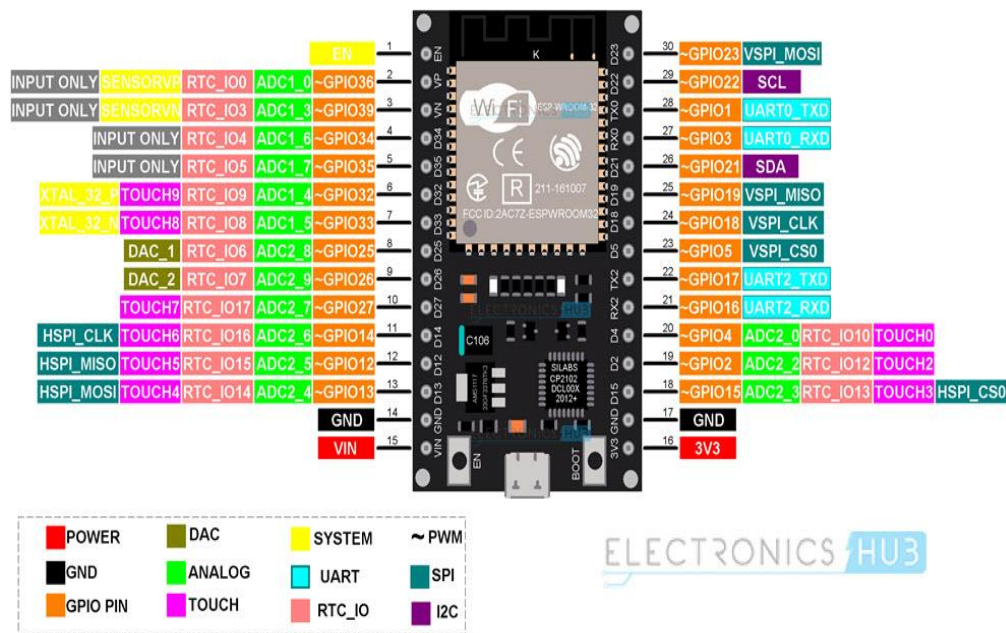 EN 1 EN K D23 30 ~GPIO23 VSPI_MOSI
INPUT ONLY SENSORVP RTC_IO0 ADC1_0 ~GPIO36 2 VP D22 29 ~GPIO22 SCL
INPUT ONLY SENSORVN RTC_IO3 ADC1_3 ~GPIO39 3 VN Wi Fi ESP-WROOM-32 TX0 28 ~GPIO1 UART0_TXD
INPUT ONLY RTC_IO4 ADC1_6 ~GPIO34 4 D34 CE RX0 27 ~GPIO3 UART0_RXD
INPUT ONLY RTC_IO5 ADC1_7 ~GPIO35 5 D35 D21 26 ~GPIO21 SDA
XTAL_32_P TOUCH9 RTC_IO9 ADC1_4 ~GPIO32 6 D32 R 211-161007 D19 25 ~GPIO19 VSPI_MISO
XTAL_32_N TOUCH8 RTC_IO8 ADC1_5 ~GPIO33 7 D33 FCC ID:2AC7Z-ESPWROOM32 D18 24 ~GPIO18 VSPI_CLK
DAC_1 RTC_IO6 ADC2_8 ~GPIO25 8 D25 D5 23 ~GPIO5 VSPI_CS0
DAC_2 RTC_IO7 ADC2_9 ~GPIO26 9 D26 TX2 22 ~GPIO17 UART2_TXD
TOUCH7 RTC_IO17 ADC2_7 ~GPIO27 10 D27 ELECTRONICS HUB RX2 21 ~GPIO16 UART2_RXD
HSPI_CLK TOUCH6 RTC_IO16 ADC2_6 ~GPIO14 11 D14 C106 D4 20 ~GPIO4 ADC2_0 RTC_IO10 TOUCH0
HSPI_MISO TOUCH5 RTC_IO15 ADC2_5 ~GPIO12 12 D12 SILABS CP2102 DCL00X 2012+ D2 19 ~GPIO2 ADC2_2 RTC_IO12 TOUCH2
HSPI_MOSI TOUCH4 RTC_IO14 ADC2_4 ~GPIO13 13 D13 AMS1117 D15 18 ~GPIO15 ADC2_3 RTC_IO13 TOUCH3 HSPI_CS0
GND 14 GND GND 17 GND
VIN 15 VIN EN BOOT 3V3 16 3V3
POWER DAC SYSTEM ~ PWM
GND ANALOG UART SPI
GPIO PIN TOUCH RTC_IO I2C
ELECTRONICS HUB